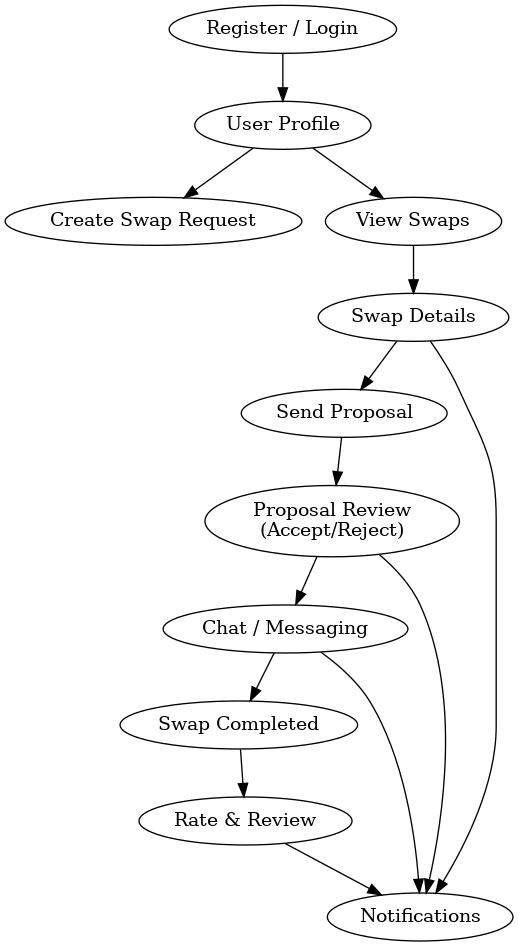 Register / Login
User Profile
Create Swap Request
View Swaps
Swap Details
Send Proposal
Proposal Review
(Accept/Reject)
Chat / Messaging
Swap Completed
Rate & Review
Notifications